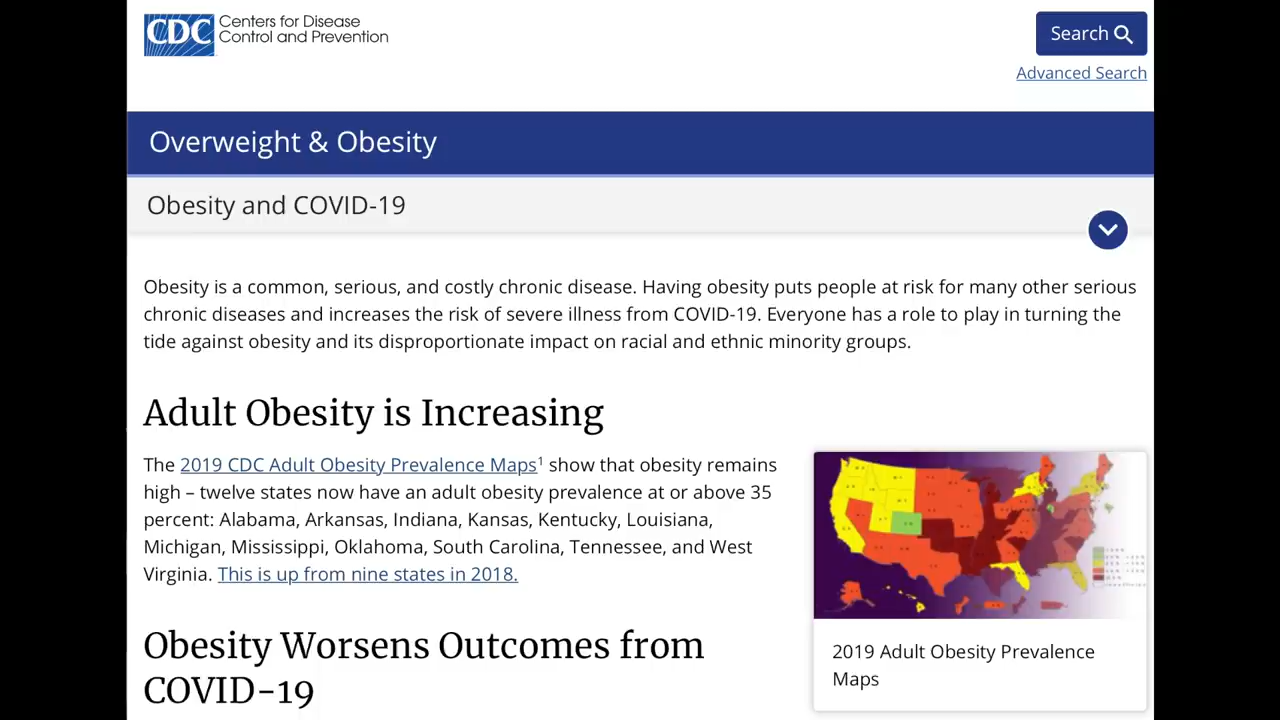 CDC
Centers for Disease
Control and Prevention
Search
Advanced Search
Overweight & Obesity
Obesity and COVID-19
Obesity is a common, serious, and costly chronic disease. Having obesity puts people at risk for many other serious
chronic diseases and increases the risk of severe illness from COVID-19. Everyone has a role to play in turning the
tide against obesity and its disproportionate impact on racial and ethnic minority groups.
Adult Obesity is Increasing
The 2019 CDC Adult Obesity Prevalence Maps¹ show that obesity remains
high – twelve states now have an adult obesity prevalence at or above 35
percent: Alabama, Arkansas, Indiana, Kansas, Kentucky, Louisiana,
Michigan, Mississippi, Oklahoma, South Carolina, Tennessee, and West
Virginia. This is up from nine states in 2018.
2019 Adult Obesity Prevalence
Maps
Obesity Worsens Outcomes from
COVID-19